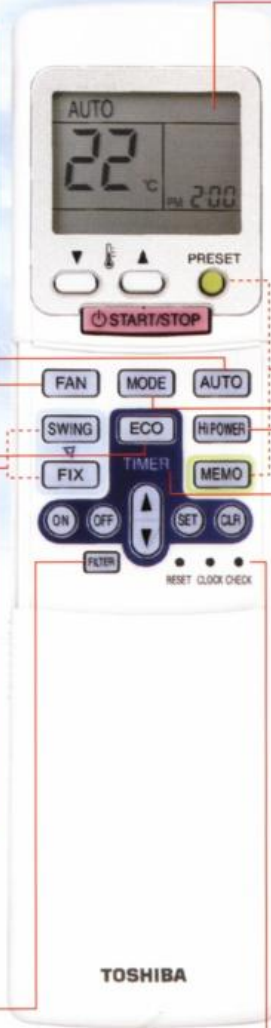 AUTO
22 °C
PM 2:00
PRESET
START/STOP
FAN MODE AUTO
SWING ECO Hi POWER
FIX TIMER MEMO
ON OFF SET CLR
FILTER
RESET CLOCK CHECK
TOSHIBA